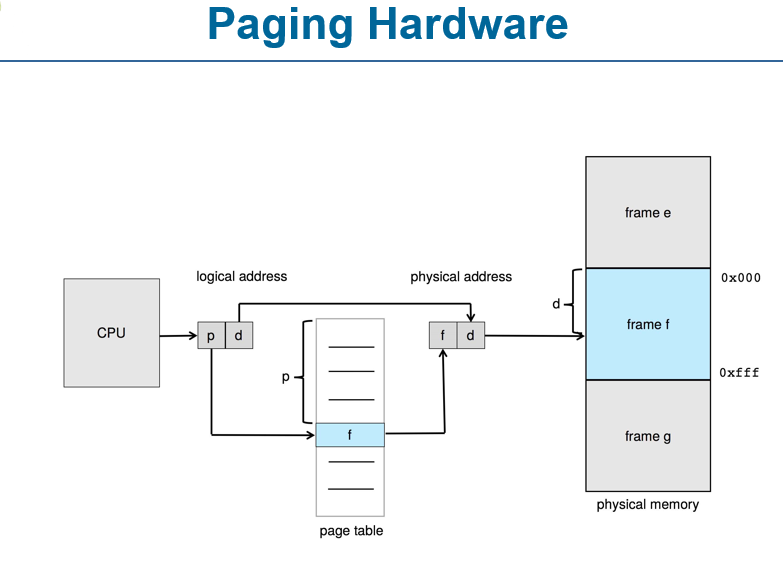 Paging Hardware
frame e
logical address
physical address
0x000
CPU
p
d
f
d
d
frame f
p
0xfff
f
frame g
physical memory
page table